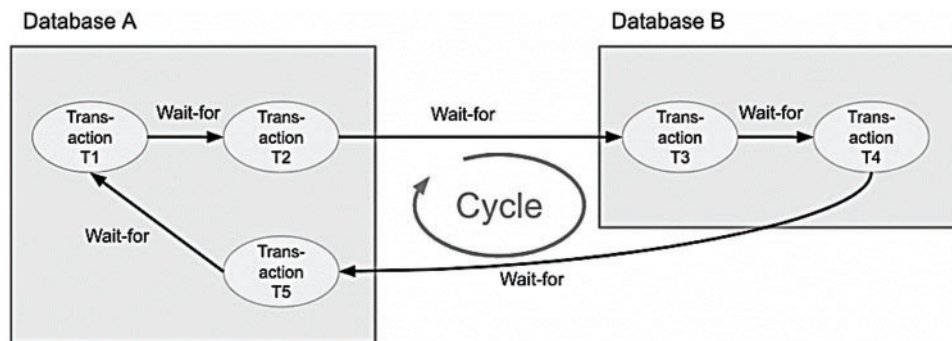 Database A
Database B
Trans-
action
T1
Wait-for
Trans-
action
T2
Wait-for
Trans-
action
T3
Wait-for
Trans-
action
T4
Cycle
Wait-for
Trans-
action
T5
Wait-for